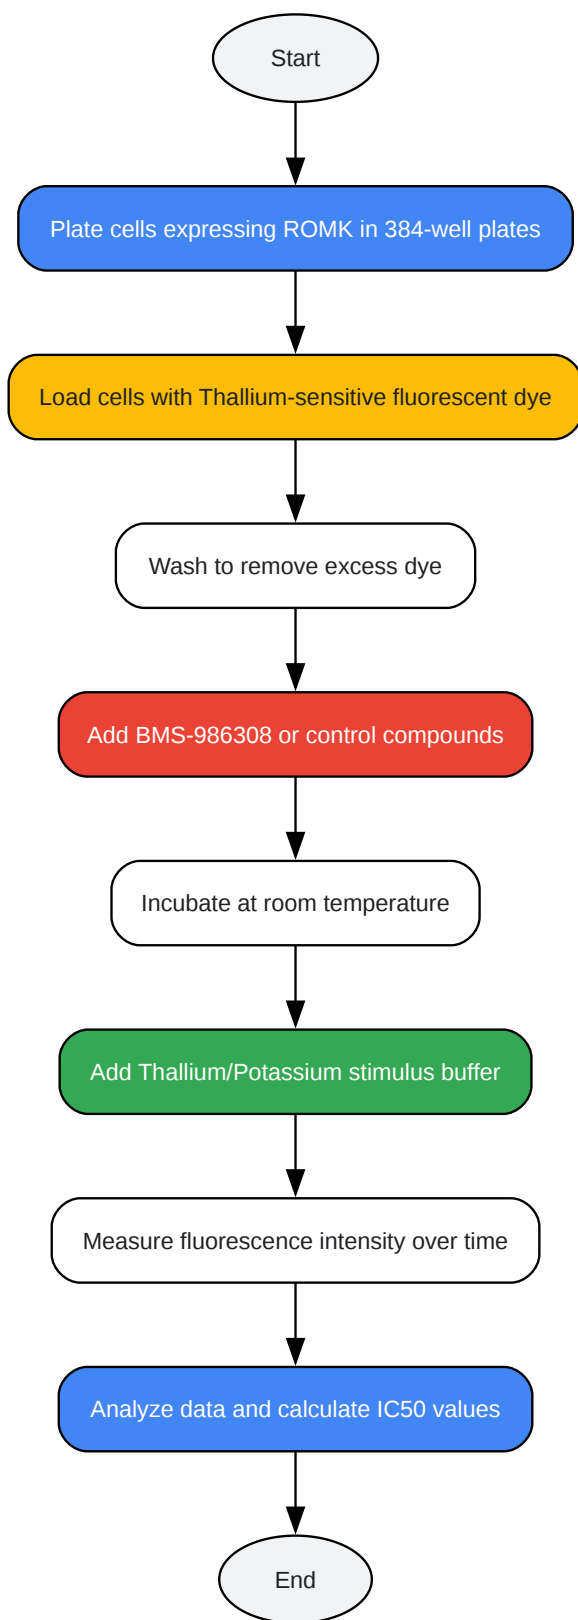 Start
Plate cells expressing ROMK in 384-well plates
Load cells with Thallium-sensitive fluorescent dye
Wash to remove excess dye
Add BMS-986308 or control compounds
Incubate at room temperature
Add Thallium/Potassium stimulus buffer
Measure fluorescence intensity over time
Analyze data and calculate IC50 values
End